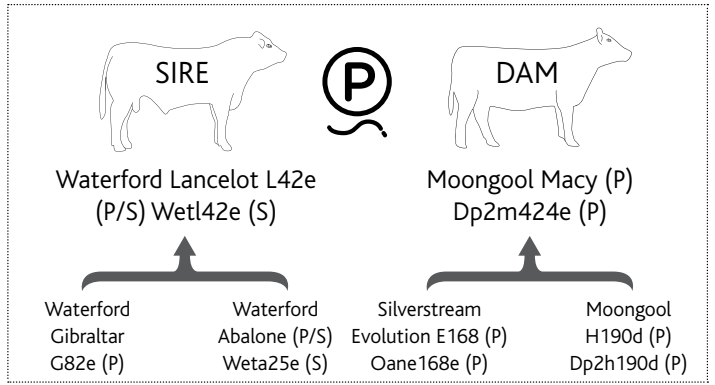 SIRE
P
DAM
Waterford Lancelot L42e
(P/S) Wetl42e (S)
Moongool Macy (P)
Dp2m424e (P)
Waterford
Gibraltar
G82e (P)
Waterford
Abalone (P/S)
Weta25e (S)
Silverstream
Evolution E168 (P)
Oane168e (P)
Moongool
H190d (P)
Dp2h190d (P)